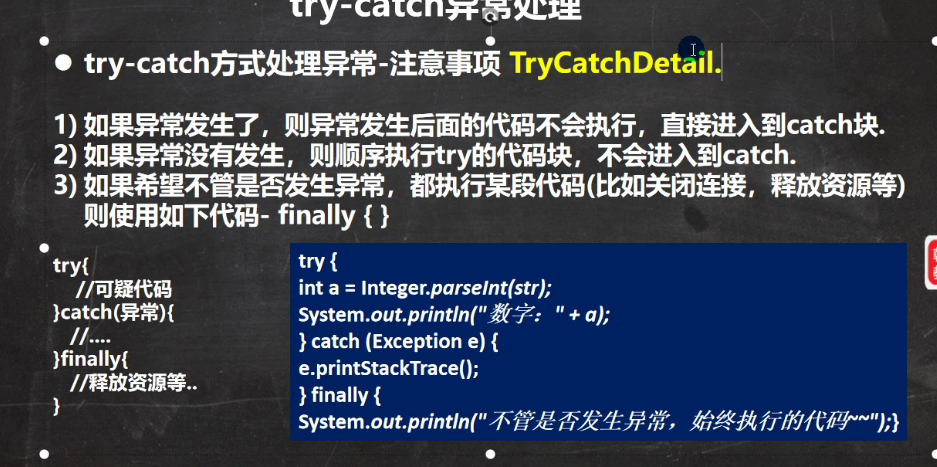 try-catch异常处理
● try-catch方式处理异常-注意事项 TryCatchDetail.
1) 如果异常发生了，则异常发生后面的代码不会执行，直接进入到catch块.
2) 如果异常没有发生，则顺序执行try的代码块，不会进入到catch.
3) 如果希望不管是否发生异常，都执行某段代码(比如关闭连接，释放资源等)
则使用如下代码- finally { }
try{
//可疑代码
}catch(异常){
//....
}finally{
//释放资源等..
}
try {
int a = Integer.parseInt(str);
System.out.println("数字：" + a);
} catch (Exception e) {
e.printStackTrace();
} finally {
System.out.println("不管是否发生异常，始终执行的代码~~");}